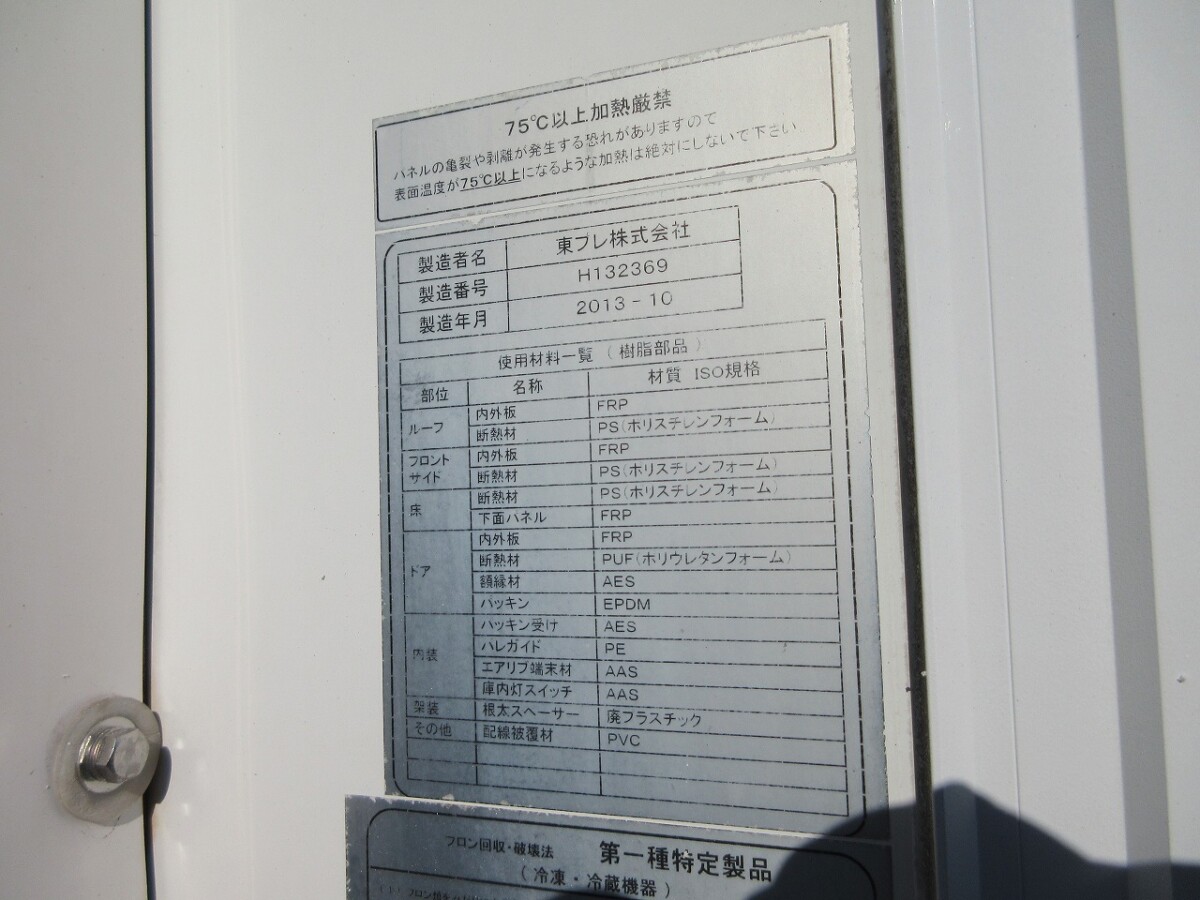 75℃以上加熱厳禁
パネルの亀裂や剥離が発生する恐れがありますので
表面温度が75℃以上になるような加熱は絶対にしないで下さい
製造者名 東プレ株式会社
製造番号 H132369
製造年月 2013-10
使用材料一覧(樹脂部品)
部位 名称 材質 ISO規格
ルーフ 内外板 FRP
断熱材 PS(ポリスチレンフォーム)
フロント
サイド 内外板 FRP
断熱材 PS(ポリスチレンフォーム)
床 断熱材 PS(ポリスチレンフォーム)
下面パネル FRP
ドア 内外板 FRP
断熱材 PUF(ポリウレタンフォーム)
額縁材 AES
パッキン EPDM
内装 パッキン受け AES
ハレガイド PE
エアリブ端末材 AAS
庫内灯スイッチ AAS
架装 根太スペーサー 廃プラスチック
その他 配線被覆材 PVC
フロン回収・破壊法 第一種特定製品
(冷凍・冷蔵機器)